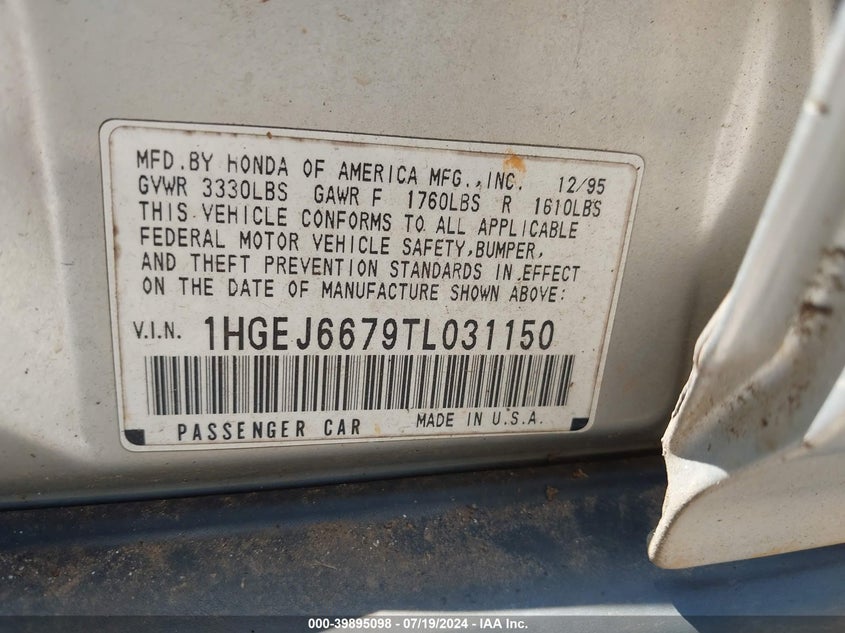 MFD.BY HONDA OF AMERICA MFG.,INC. 12/95
GVWR 3330LBS GAWR F 1760LBS R 1610LBS
THIS VEHICLE CONFORMS TO ALL APPLICABLE
FEDERAL MOTOR VEHICLE SAFETY,BUMPER,
AND THEFT PREVENTION STANDARDS IN EFFECT
ON THE DATE OF MANUFACTURE SHOWN ABOVE:
V.I.N. 1HGEJ6679TL031150
PASSENGER CAR MADE IN U.S.A.
000-39895098 - 07/19/2024 - IAA Inc.